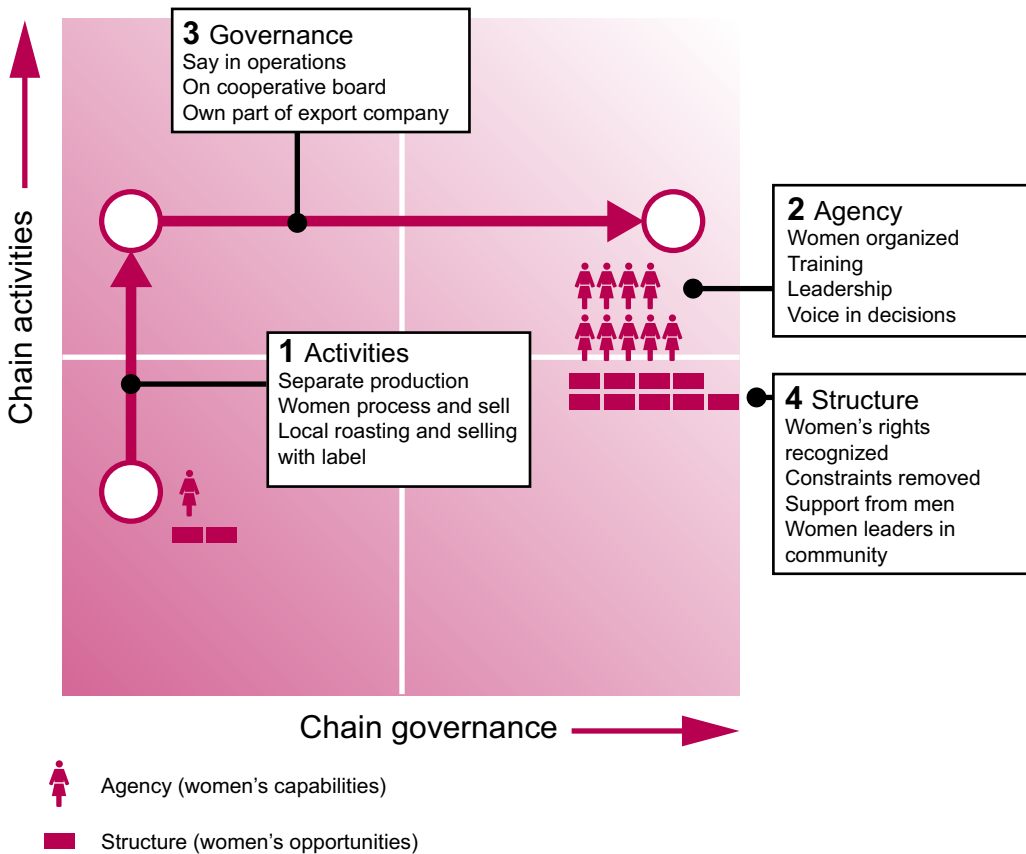 3 Governance
Say in operations
On cooperative board
Own part of export company
Chain activities
2 Agency
Women organized
Training
Leadership
Voice in decisions
1 Activities
Separate production
Women process and sell
Local roasting and selling
with label
4 Structure
Women’s rights
recognized
Constraints removed
Support from men
Women leaders in
community
Chain governance
Agency (women’s capabilities)
Structure (women’s opportunities)